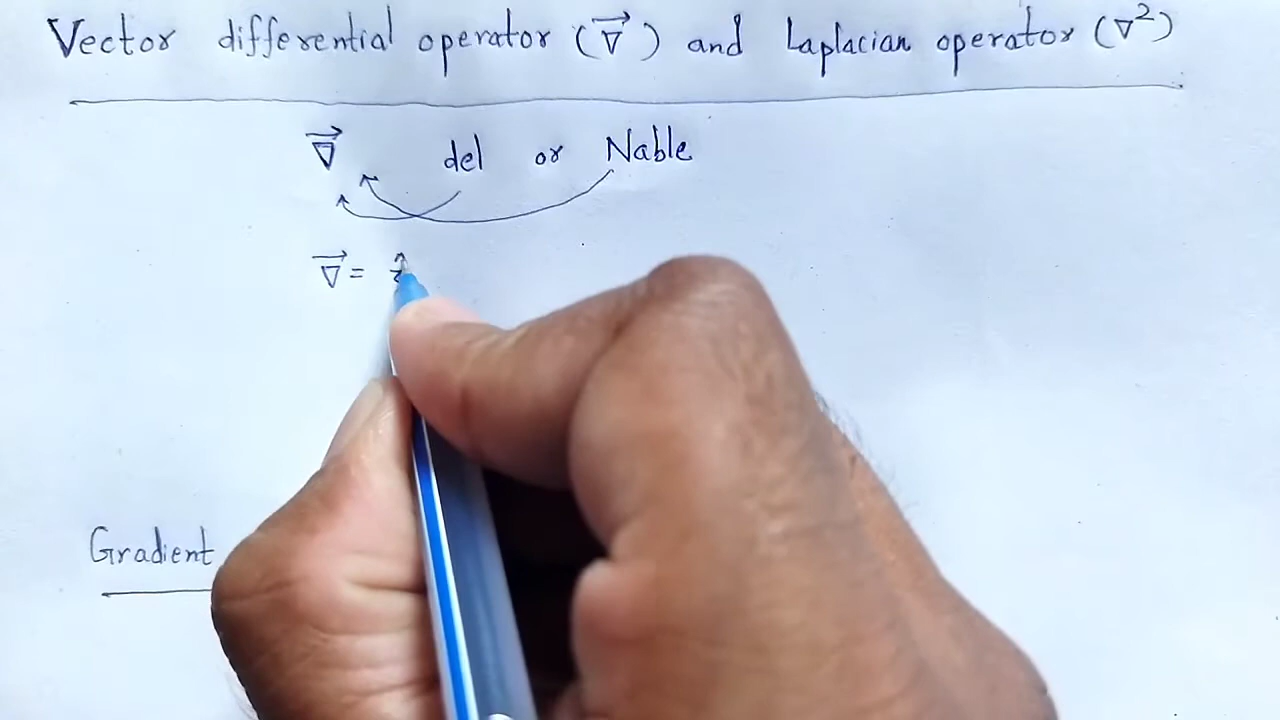 Vector differential operator (∇⃗) and Laplacian operator (∇²)
∇⃗ del or Nable
∇⃗ =
Gradient